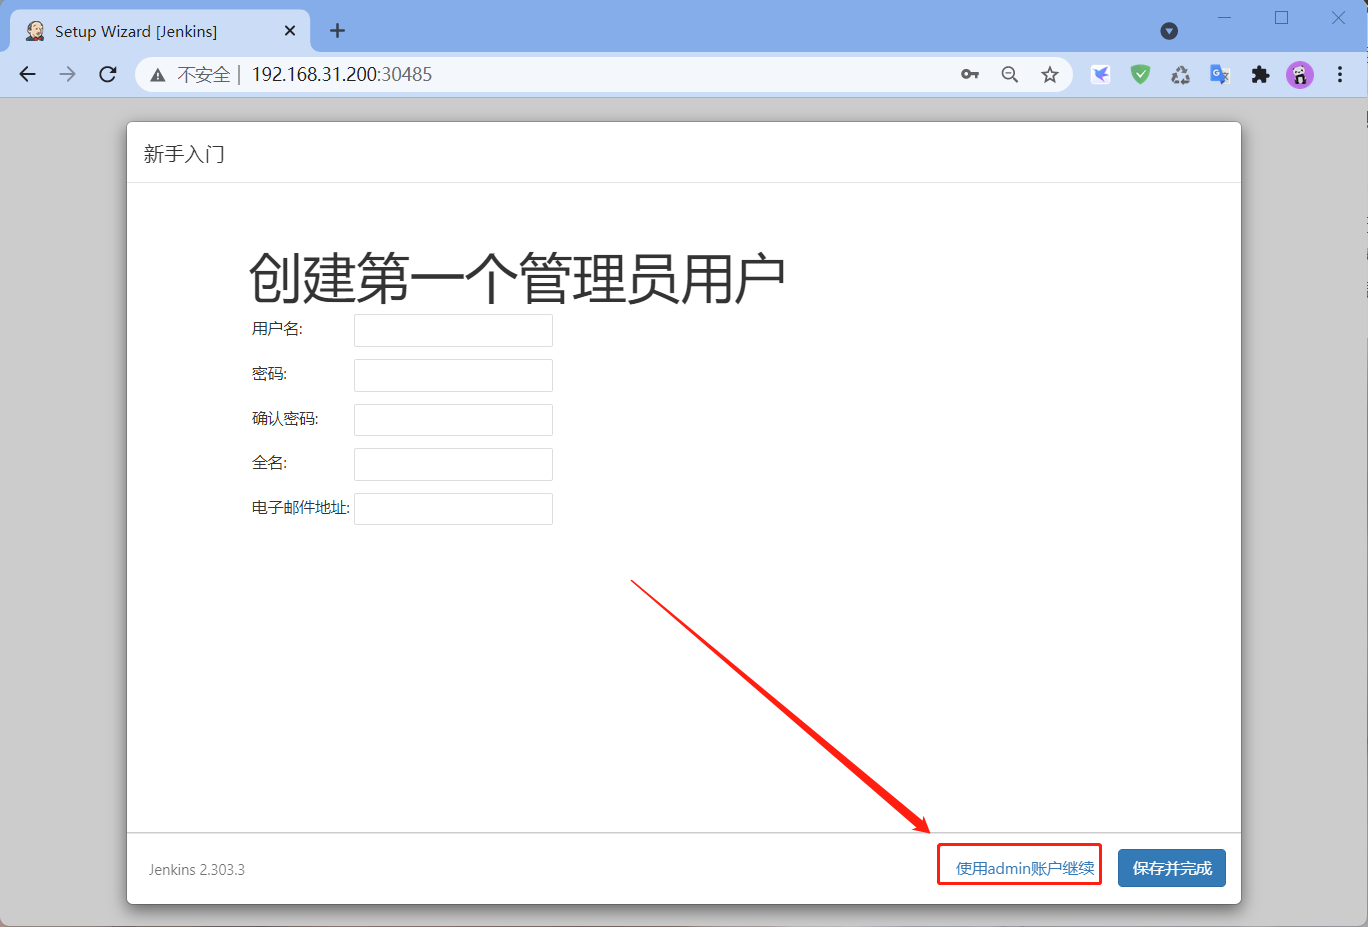 Setup Wizard [Jenkins]
不安全 | 192.168.31.200:30485
新手入门
创建第一个管理员用户
用户名:
密码:
确认密码:
全名:
电子邮件地址:
Jenkins 2.303.3
使用admin账户继续
保存并完成